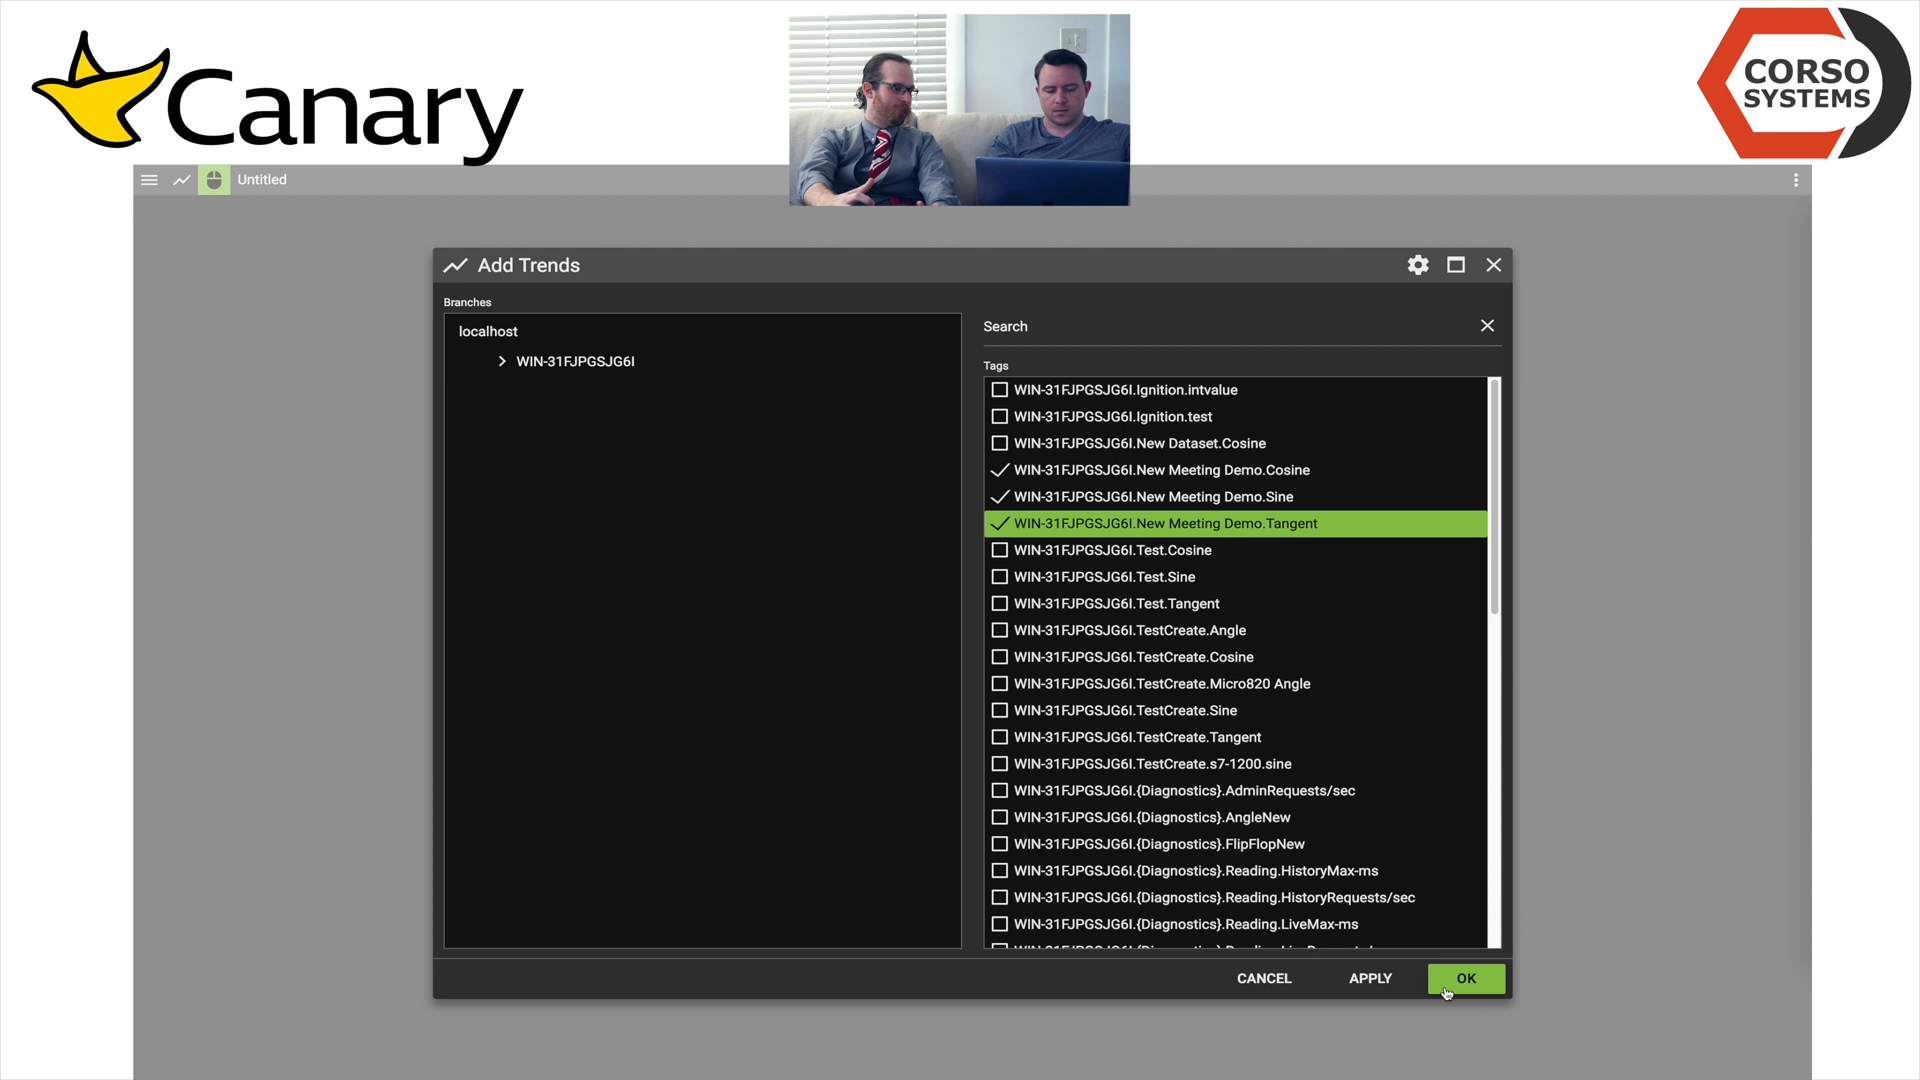 Canary
CORSO
SYSTEMS
Untitled
Add Trends
Branches
localhost
WIN-31FJPGSJG6I
Search
Tags
WIN-31FJPGSJG6I.Ignition.intvalue
WIN-31FJPGSJG6I.Ignition.test
WIN-31FJPGSJG6I.New Dataset.Cosine
WIN-31FJPGSJG6I.New Meeting Demo.Cosine
WIN-31FJPGSJG6I.New Meeting Demo.Sine
WIN-31FJPGSJG6I.New Meeting Demo.Tangent
WIN-31FJPGSJG6I.Test.Cosine
WIN-31FJPGSJG6I.Test.Sine
WIN-31FJPGSJG6I.Test.Tangent
WIN-31FJPGSJG6I.TestCreate.Angle
WIN-31FJPGSJG6I.TestCreate.Cosine
WIN-31FJPGSJG6I.TestCreate.Micro820 Angle
WIN-31FJPGSJG6I.TestCreate.Sine
WIN-31FJPGSJG6I.TestCreate.Tangent
WIN-31FJPGSJG6I.TestCreate.s7-1200.sine
WIN-31FJPGSJG6I.{Diagnostics}.AdminRequests/sec
WIN-31FJPGSJG6I.{Diagnostics}.AngleNew
WIN-31FJPGSJG6I.{Diagnostics}.FlipFlopNew
WIN-31FJPGSJG6I.{Diagnostics}.Reading.HistoryMax-ms
WIN-31FJPGSJG6I.{Diagnostics}.Reading.HistoryRequests/sec
WIN-31FJPGSJG6I.{Diagnostics}.Reading.LiveMax-ms
CANCEL
APPLY
OK